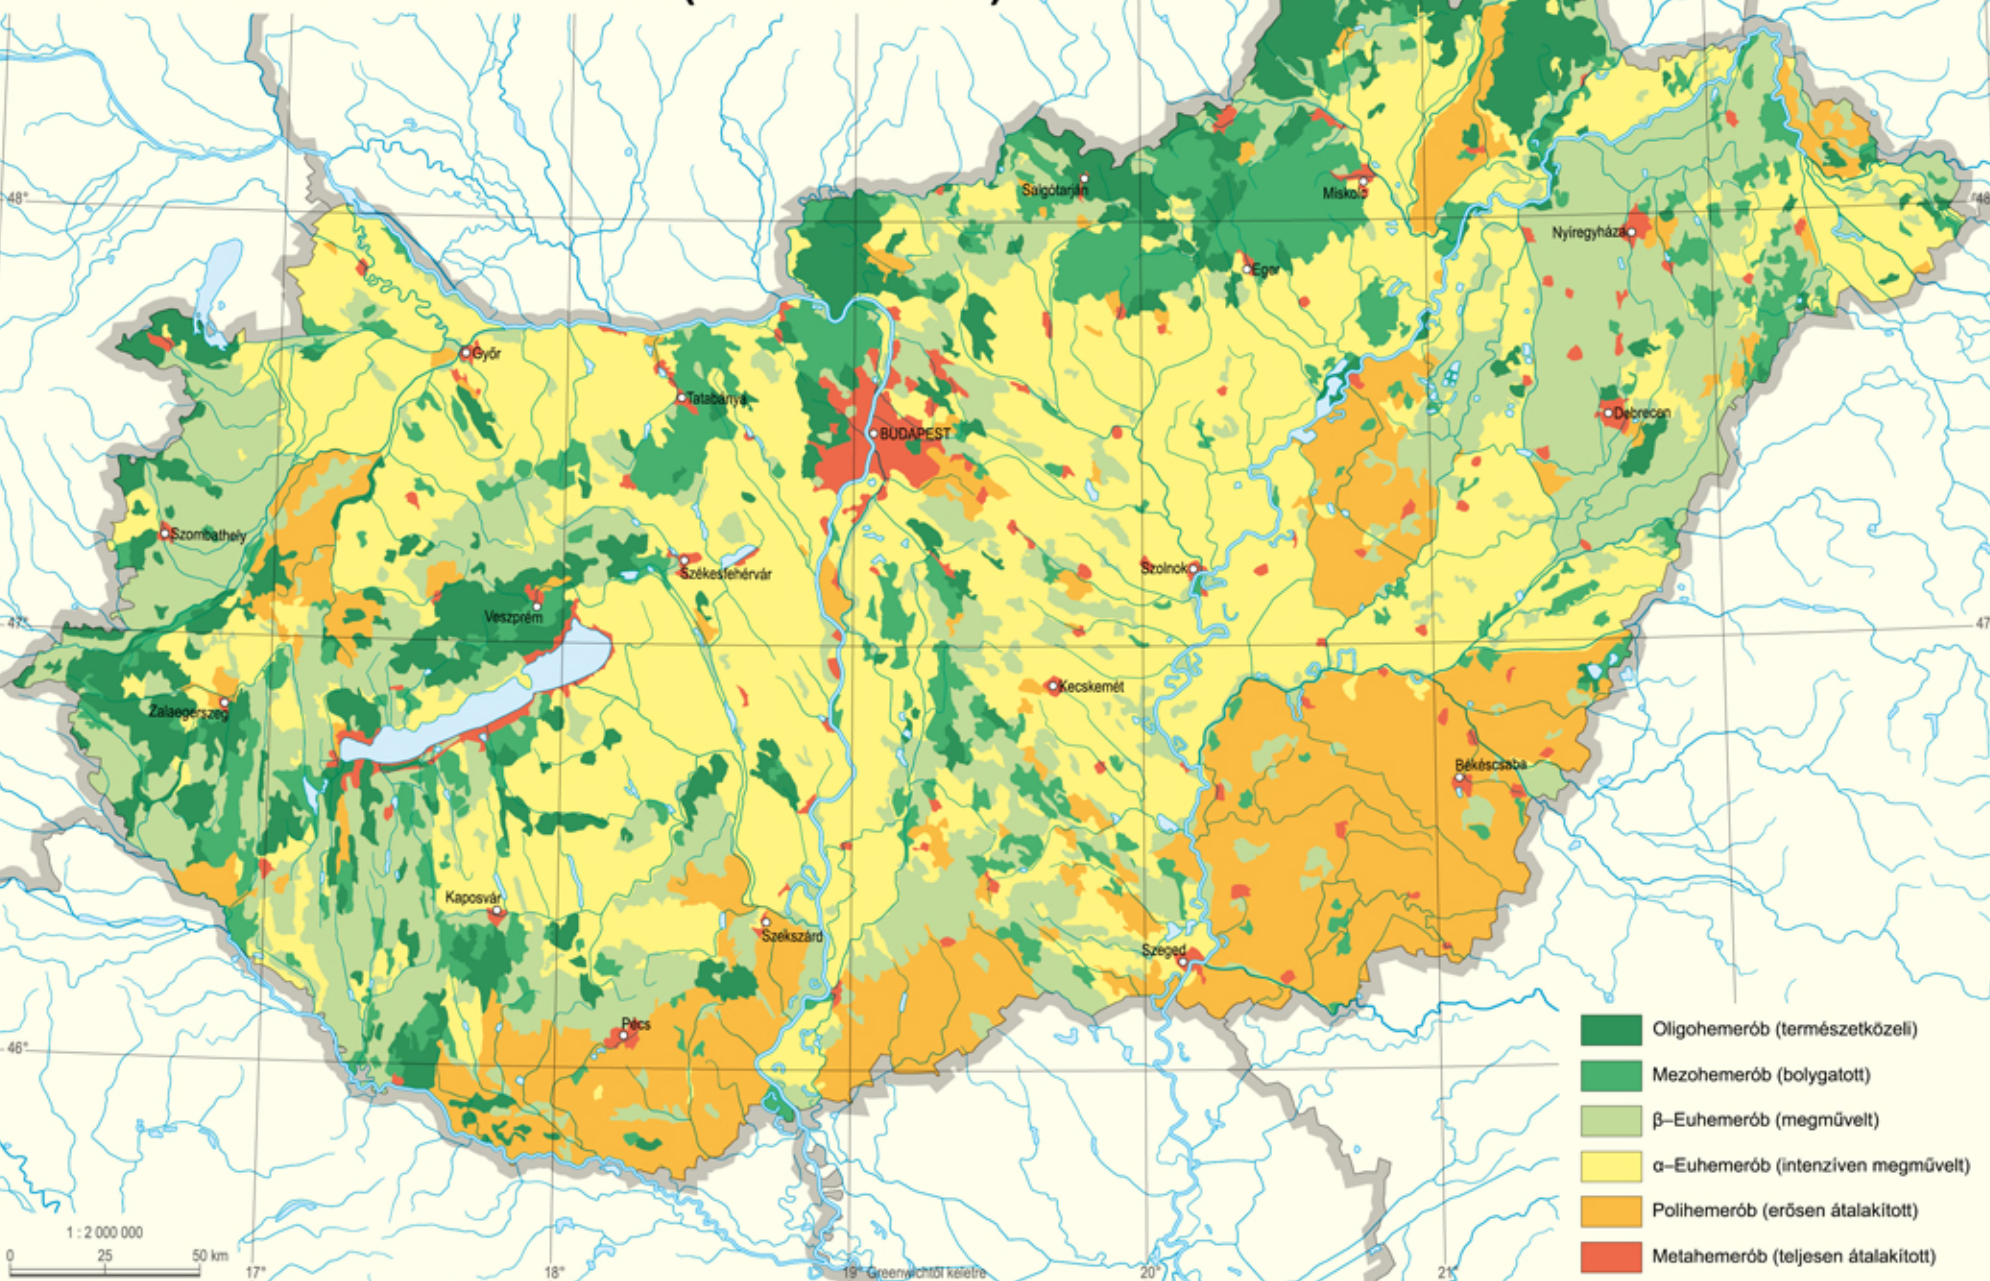 48°
48
Salgótarján
Miskolc
Nyíregyháza
Eger
Győr
Tatabánya
BUDAPEST
Debrecen
Szombathely
Székesfehérvár
Szolnok
Veszprém
47°
47
Zalaegerszeg
Kecskemét
Békéscsaba
Kaposvár
Szekszárd
Szeged
Pécs
46°
Oligohemerób (természetközeli)
Mezohemerób (bolygatott)
β–Euhemerób (megművelt)
α–Euhemerób (intenzíven megművelt)
Polihemerób (erősen átalakított)
Metahemerób (teljesen átalakított)
1 : 2 000 000
0 25 50 km
17° 18° 19° Greenwichtől keletre 20° 21°